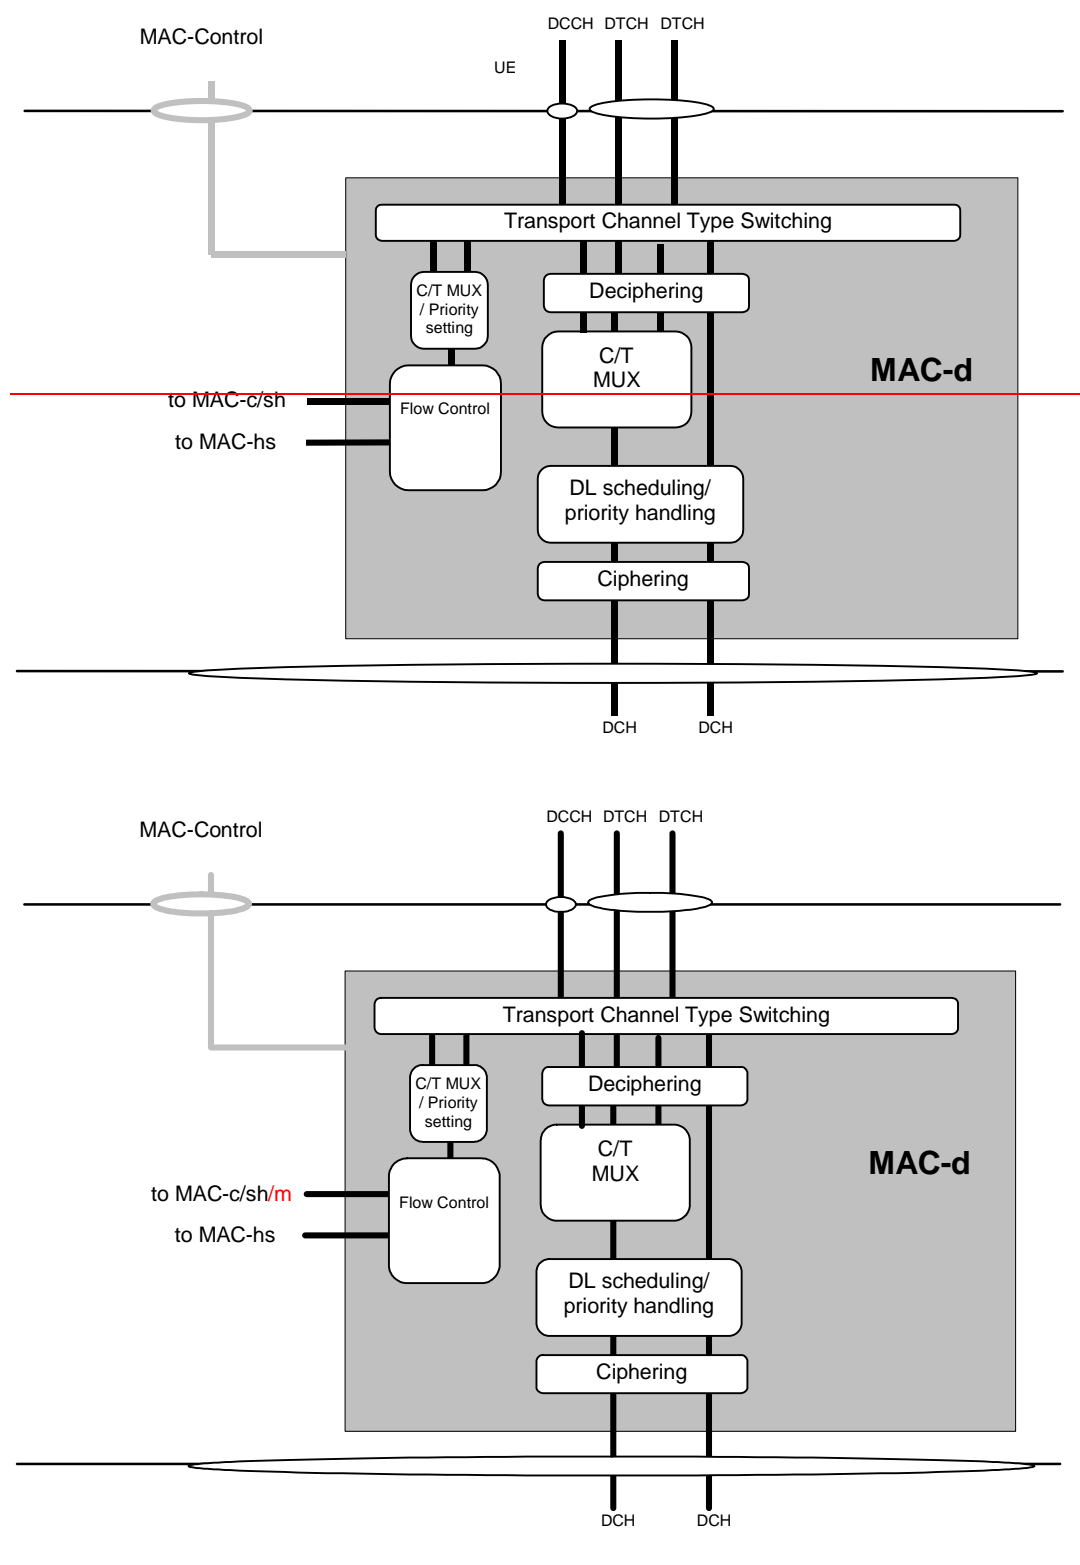 DCCH DTCH DTCH
MAC-Control
UE
Transport Channel Type Switching
C/T MUX
/ Priority
setting
Deciphering
C/T
MUX
MAC-d
to MAC-c/sh
Flow Control
to MAC-hs
DL scheduling/
priority handling
Ciphering
DCH DCH
DCCH DTCH DTCH
MAC-Control
Transport Channel Type Switching
C/T MUX
/ Priority
setting
Deciphering
C/T
MUX
MAC-d
to MAC-c/sh/m
Flow Control
to MAC-hs
DL scheduling/
priority handling
Ciphering
DCH DCH